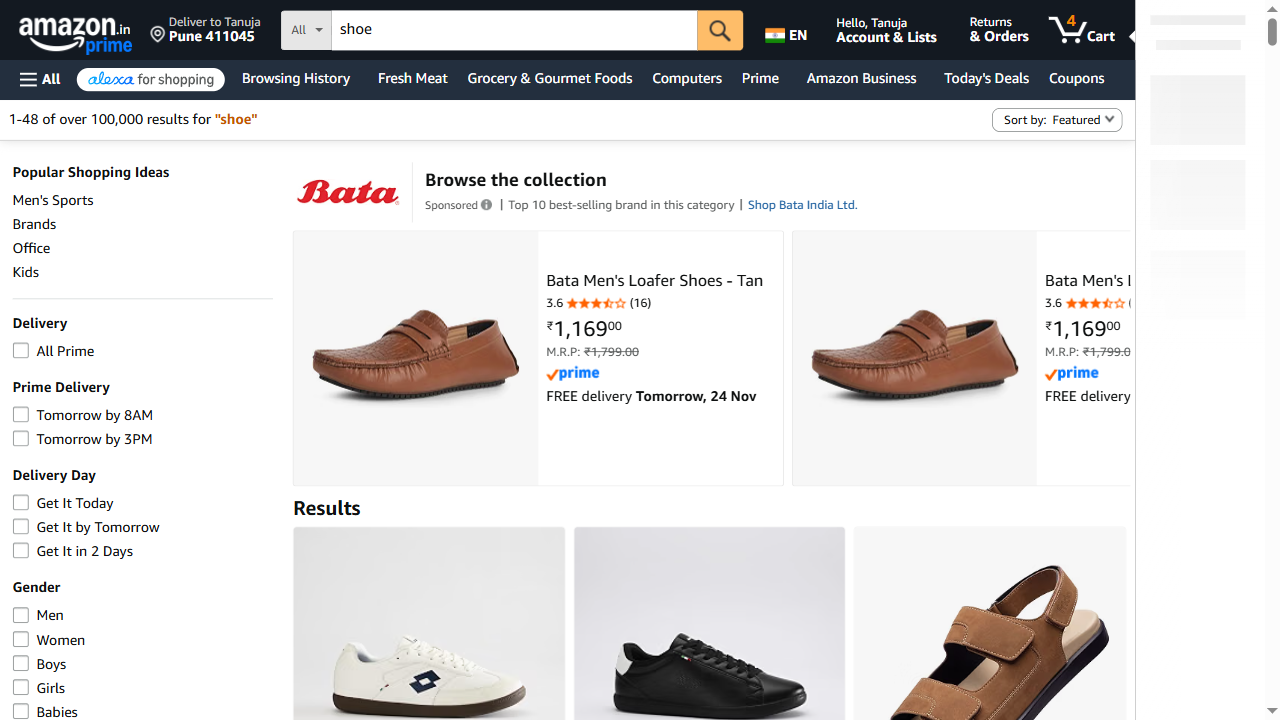 amazon.in
prime
Deliver to Tanuja
Pune 411045
All
shoe
EN
Hello, Tanuja
Account & Lists
Returns
& Orders
4
Cart
All
alexa for shopping
Browsing History
Fresh Meat
Grocery & Gourmet Foods
Computers
Prime
Amazon Business
Today's Deals
Coupons
1-48 of over 100,000 results for "shoe"
Sort by: Featured
Popular Shopping Ideas
Men's Sports
Brands
Office
Kids
Delivery
All Prime
Prime Delivery
Tomorrow by 8AM
Tomorrow by 3PM
Delivery Day
Get It Today
Get It by Tomorrow
Get It in 2 Days
Gender
Men
Women
Boys
Girls
Babies
Bata
Browse the collection
Sponsored | Top 10 best-selling brand in this category | Shop Bata India Ltd.
Bata Men's Loafer Shoes - Tan
3.6 (16)
₹1,16900
M.R.P: ₹1,799.00
prime
FREE delivery Tomorrow, 24 Nov
Bata Men's
3.6
₹1,16900
M.R.P: ₹1,799.0
prime
FREE delivery
Results